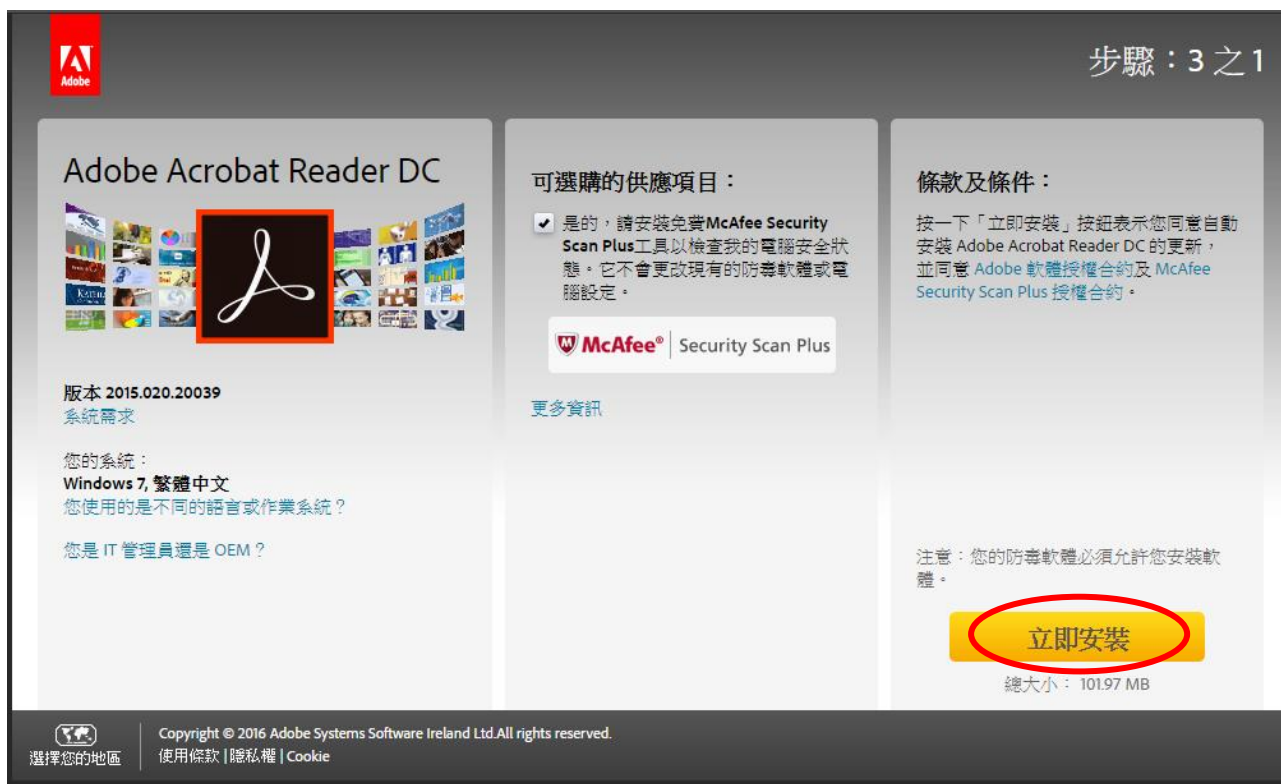 Adobe
步驟：3 之 1
Adobe Acrobat Reader DC
版本 2015.020.20039
系統需求
您的系統：
Windows 7, 繁體中文
您使用的是不同的語言或作業系統？
您是 IT 管理員還是 OEM？
可選購的供應項目：
是的，請安裝免費McAfee Security
Scan Plus工具以檢查我的電腦安全狀
態。它不會更改現有的防毒軟體或電
腦設定。
McAfee® | Security Scan Plus
更多資訊
條款及條件：
按一下「立即安裝」按鈕表示您同意自動
安裝 Adobe Acrobat Reader DC 的更新，
並同意 Adobe 軟體授權合約及 McAfee
Security Scan Plus 授權合約。
注意：您的防毒軟體必須允許您安裝軟
體。
立即安裝
總大小： 101.97 MB
選擇您的地區
Copyright © 2016 Adobe Systems Software Ireland Ltd.All rights reserved.
使用條款 | 隱私權 | Cookie